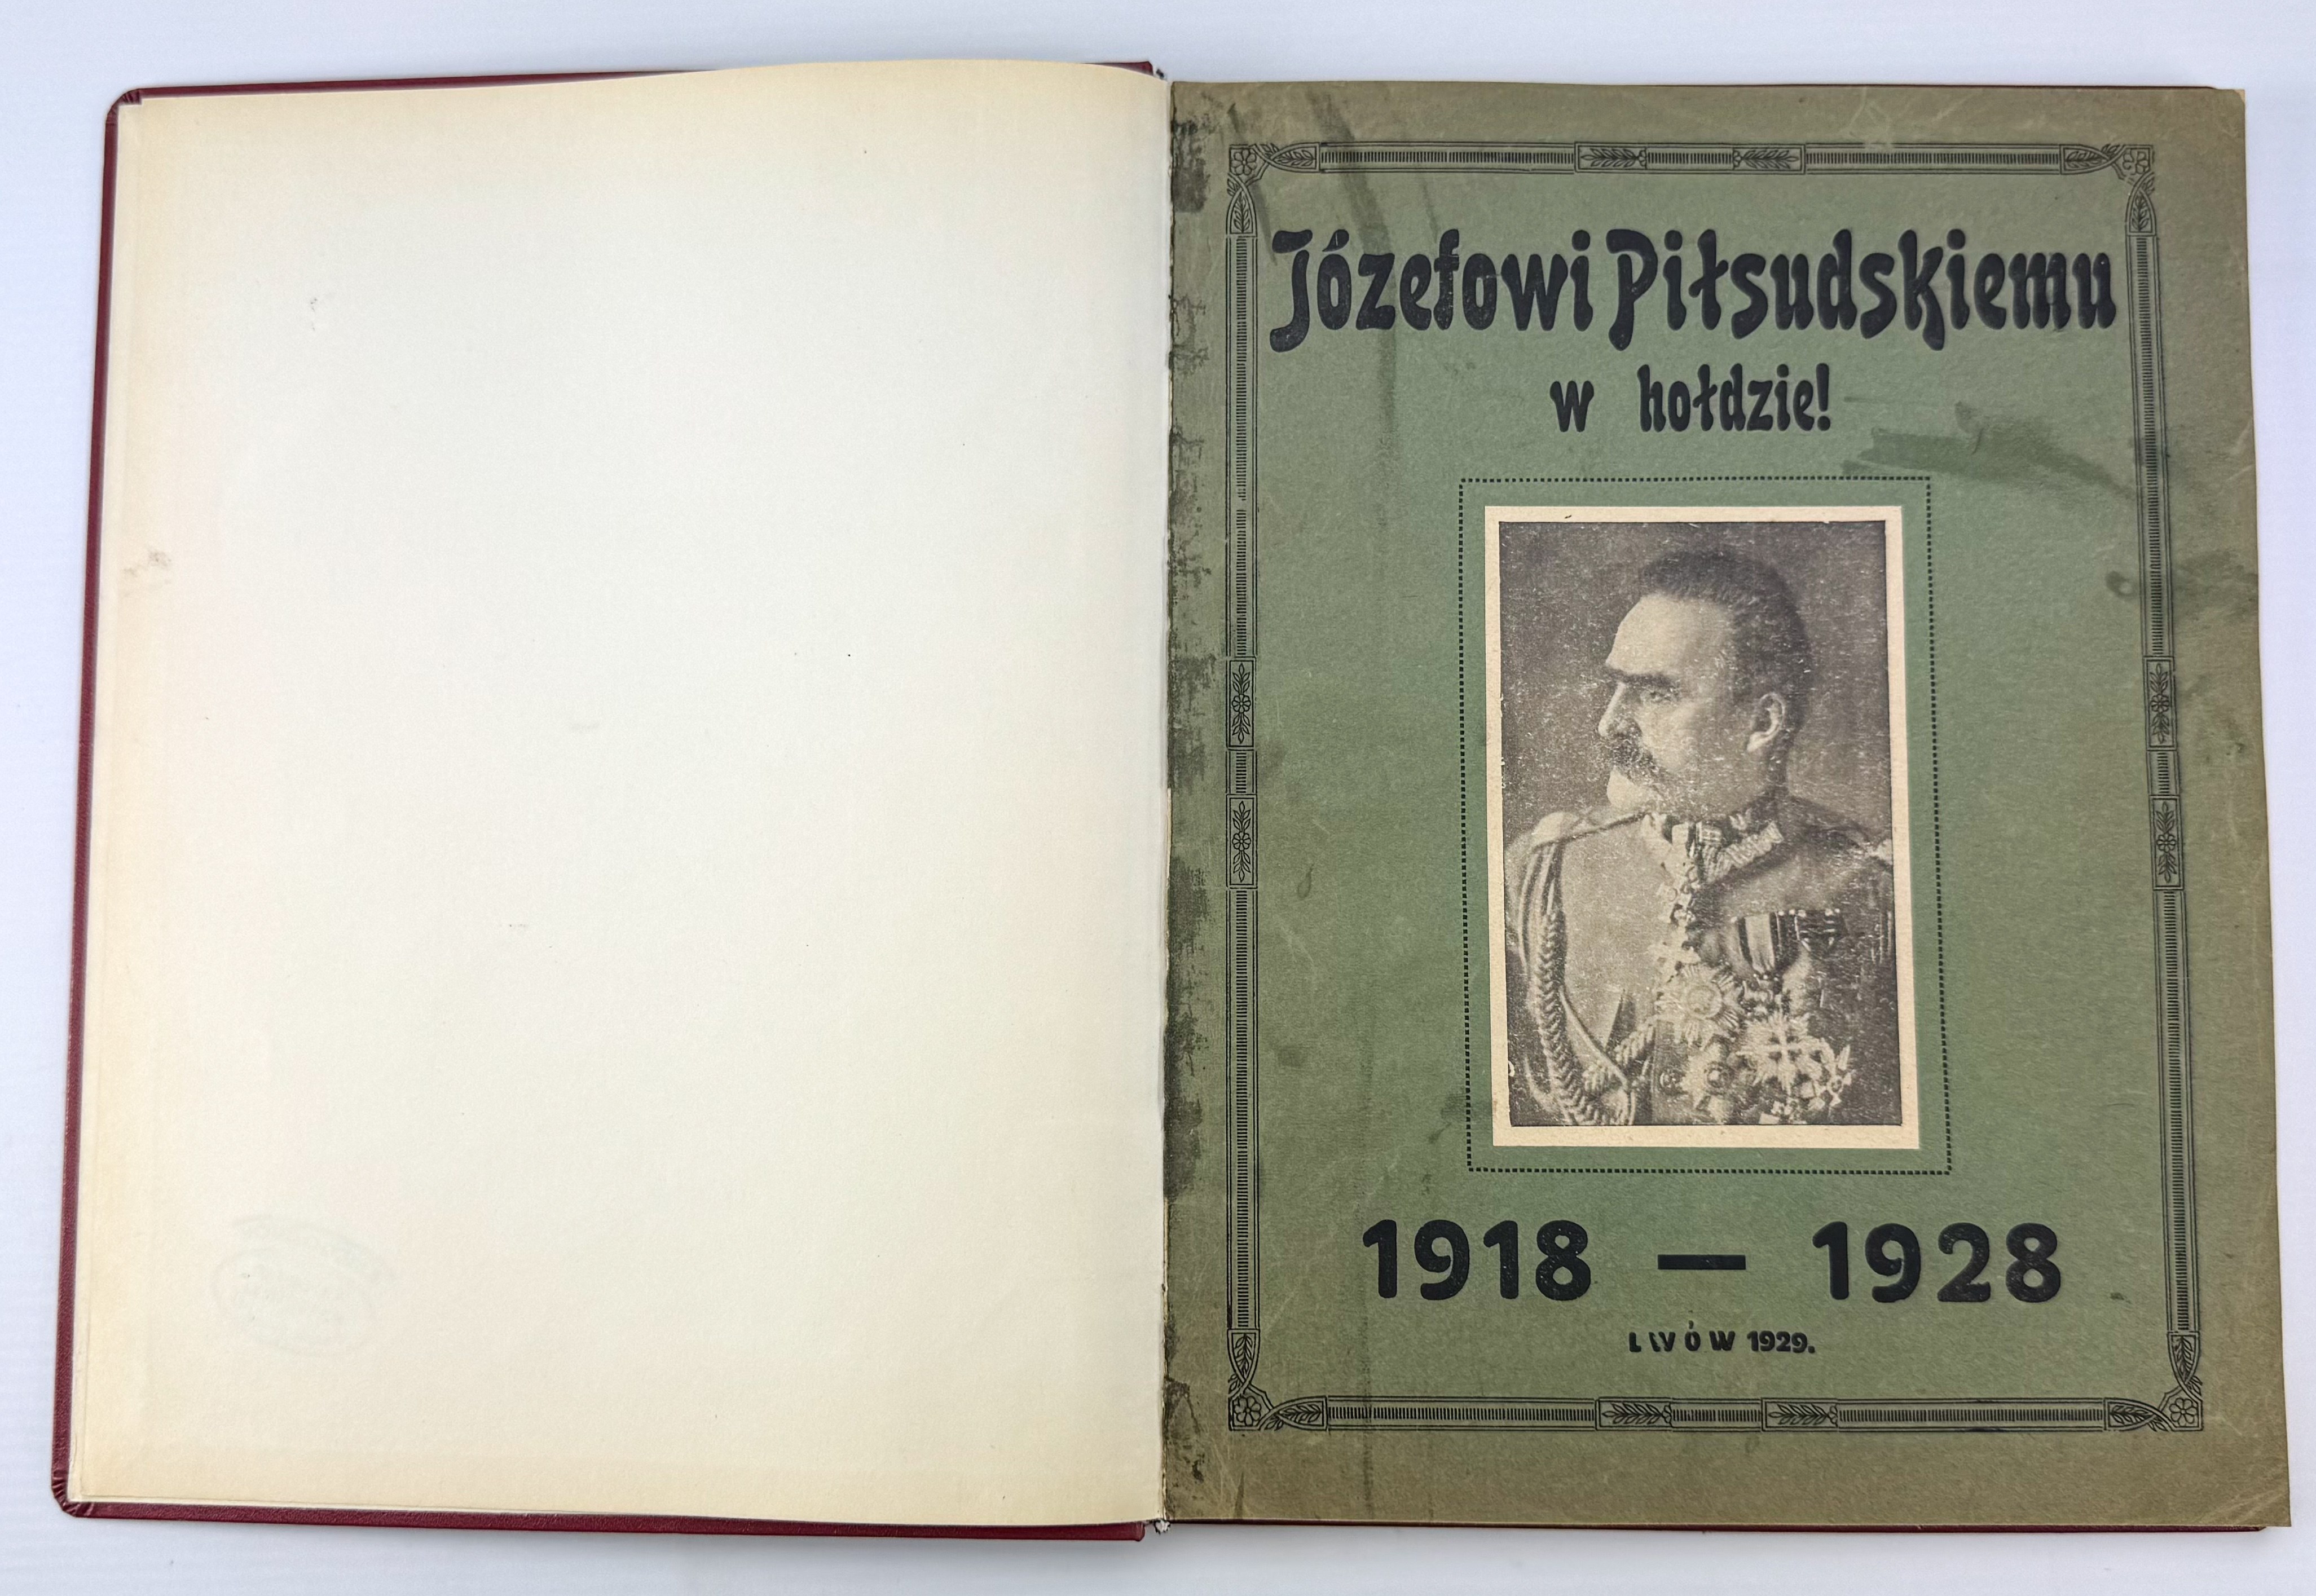 Józefowi Piłsudskiemu
w hołdzie!
1918 — 1928
LWÓW 1929.